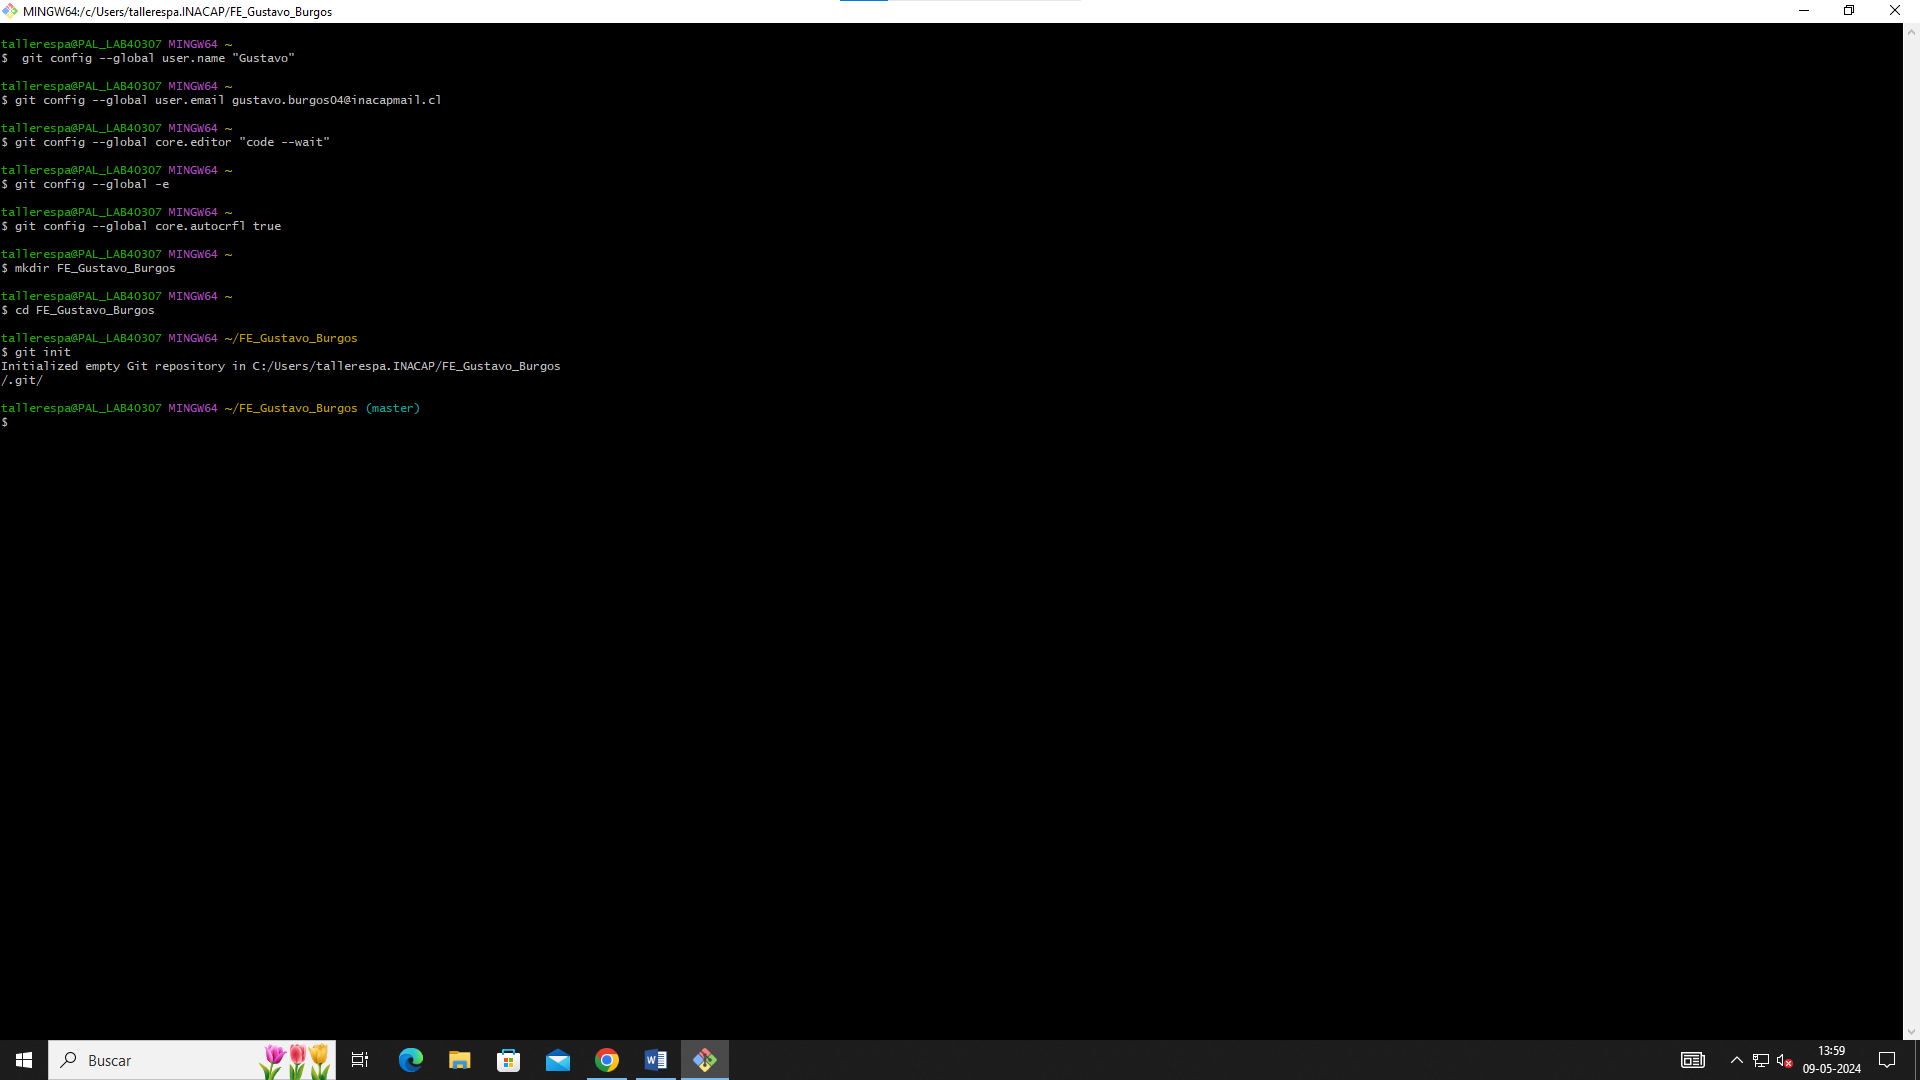 MINGW64:/c/Users/tallerespa.INACAP/FE_Gustavo_Burgos
tallerespa@PAL_LAB40307 MINGW64 ~
$  git config --global user.name "Gustavo"
tallerespa@PAL_LAB40307 MINGW64 ~
$ git config --global user.email gustavo.burgos04@inacapmail.cl
tallerespa@PAL_LAB40307 MINGW64 ~
$ git config --global core.editor "code --wait"
tallerespa@PAL_LAB40307 MINGW64 ~
$ git config --global -e
tallerespa@PAL_LAB40307 MINGW64 ~
$ git config --global core.autocrfl true
tallerespa@PAL_LAB40307 MINGW64 ~
$ mkdir FE_Gustavo_Burgos
tallerespa@PAL_LAB40307 MINGW64 ~
$ cd FE_Gustavo_Burgos
tallerespa@PAL_LAB40307 MINGW64 ~/FE_Gustavo_Burgos
$ git init
Initialized empty Git repository in C:/Users/tallerespa.INACAP/FE_Gustavo_Burgos
/.git/
tallerespa@PAL_LAB40307 MINGW64 ~/FE_Gustavo_Burgos (master)
$
Buscar
13:59
09-05-2024